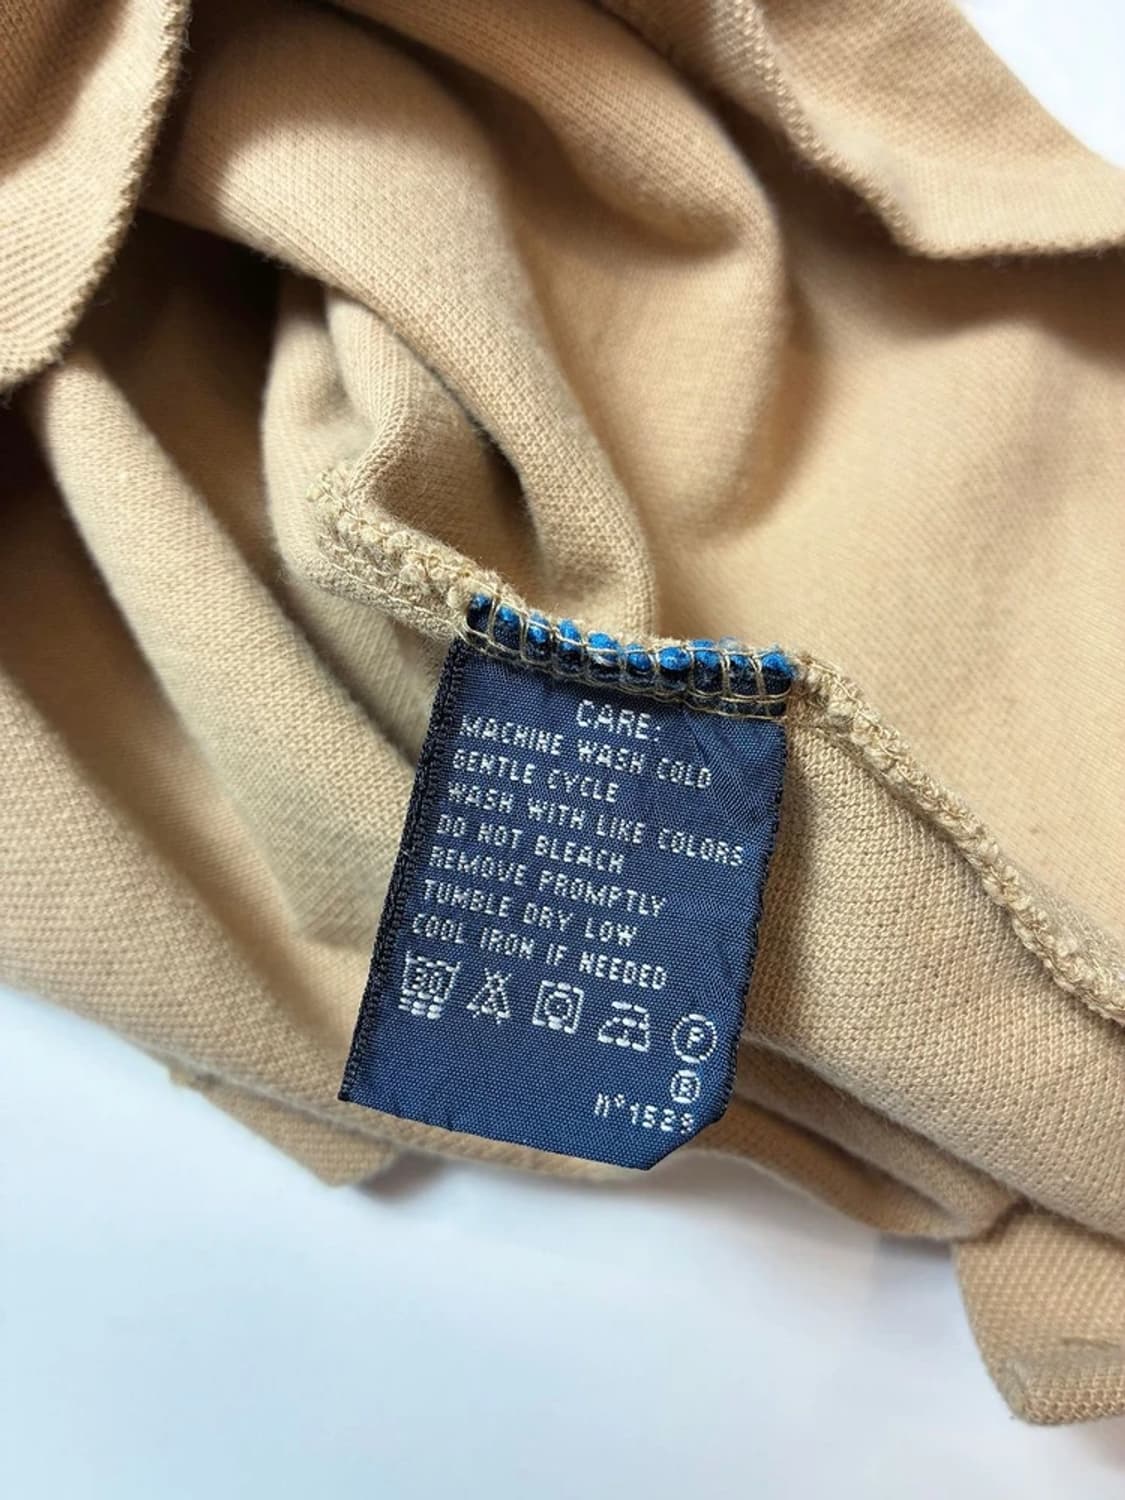 CARE:
MACHINE WASH COLD
GENTLE CYCLE
WASH WITH LIKE COLORS
DO NOT BLEACH
REMOVE PROMPTLY
TUMBLE DRY LOW
COOL IRON IF NEEDED
30
P
R